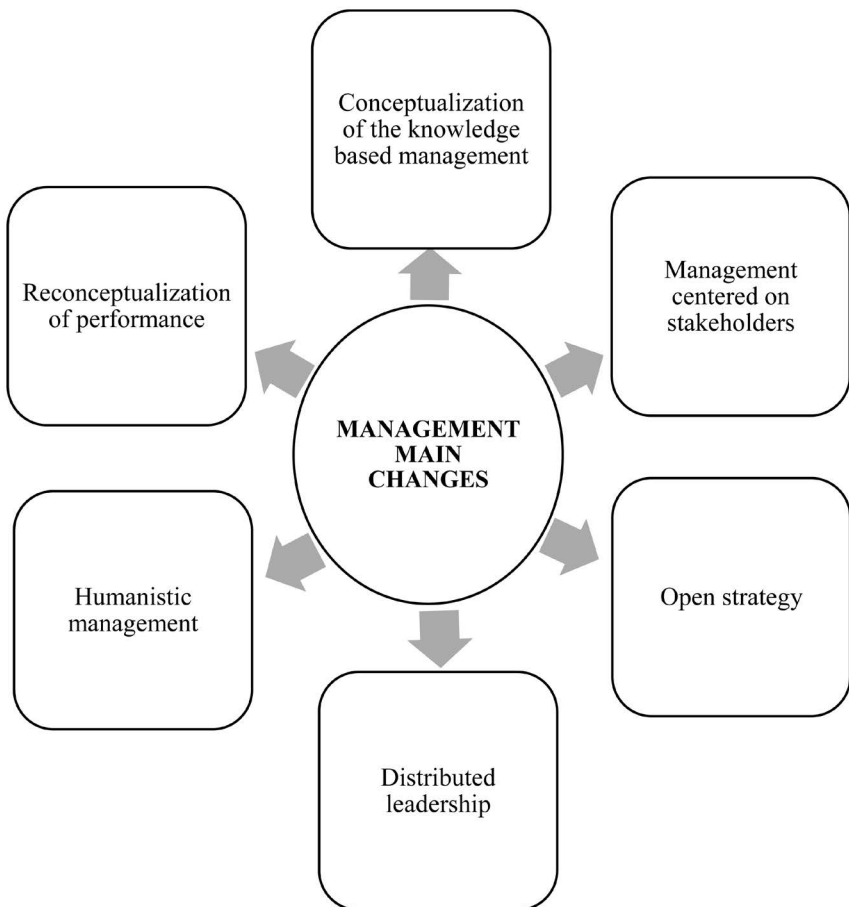 Conceptualization
of the knowledge
based management
Management
centered on
stakeholders
Reconceptualization
of performance
MANAGEMENT
MAIN
CHANGES
Open strategy
Humanistic
management
Distributed
leadership